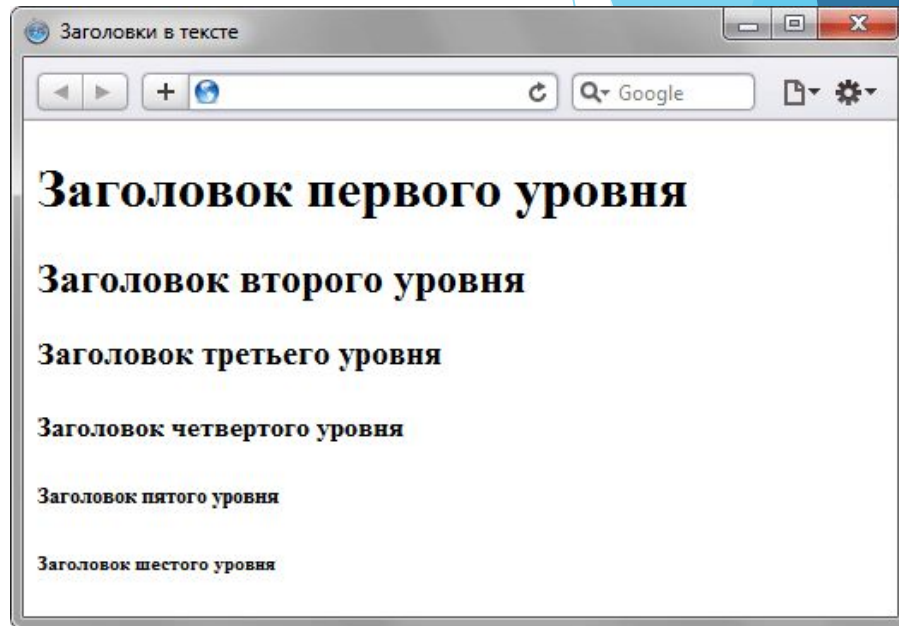 Заголовки в тексте
Google
Заголовок первого уровня
Заголовок второго уровня
Заголовок третьего уровня
Заголовок четвертого уровня
Заголовок пятого уровня
Заголовок шестого уровня